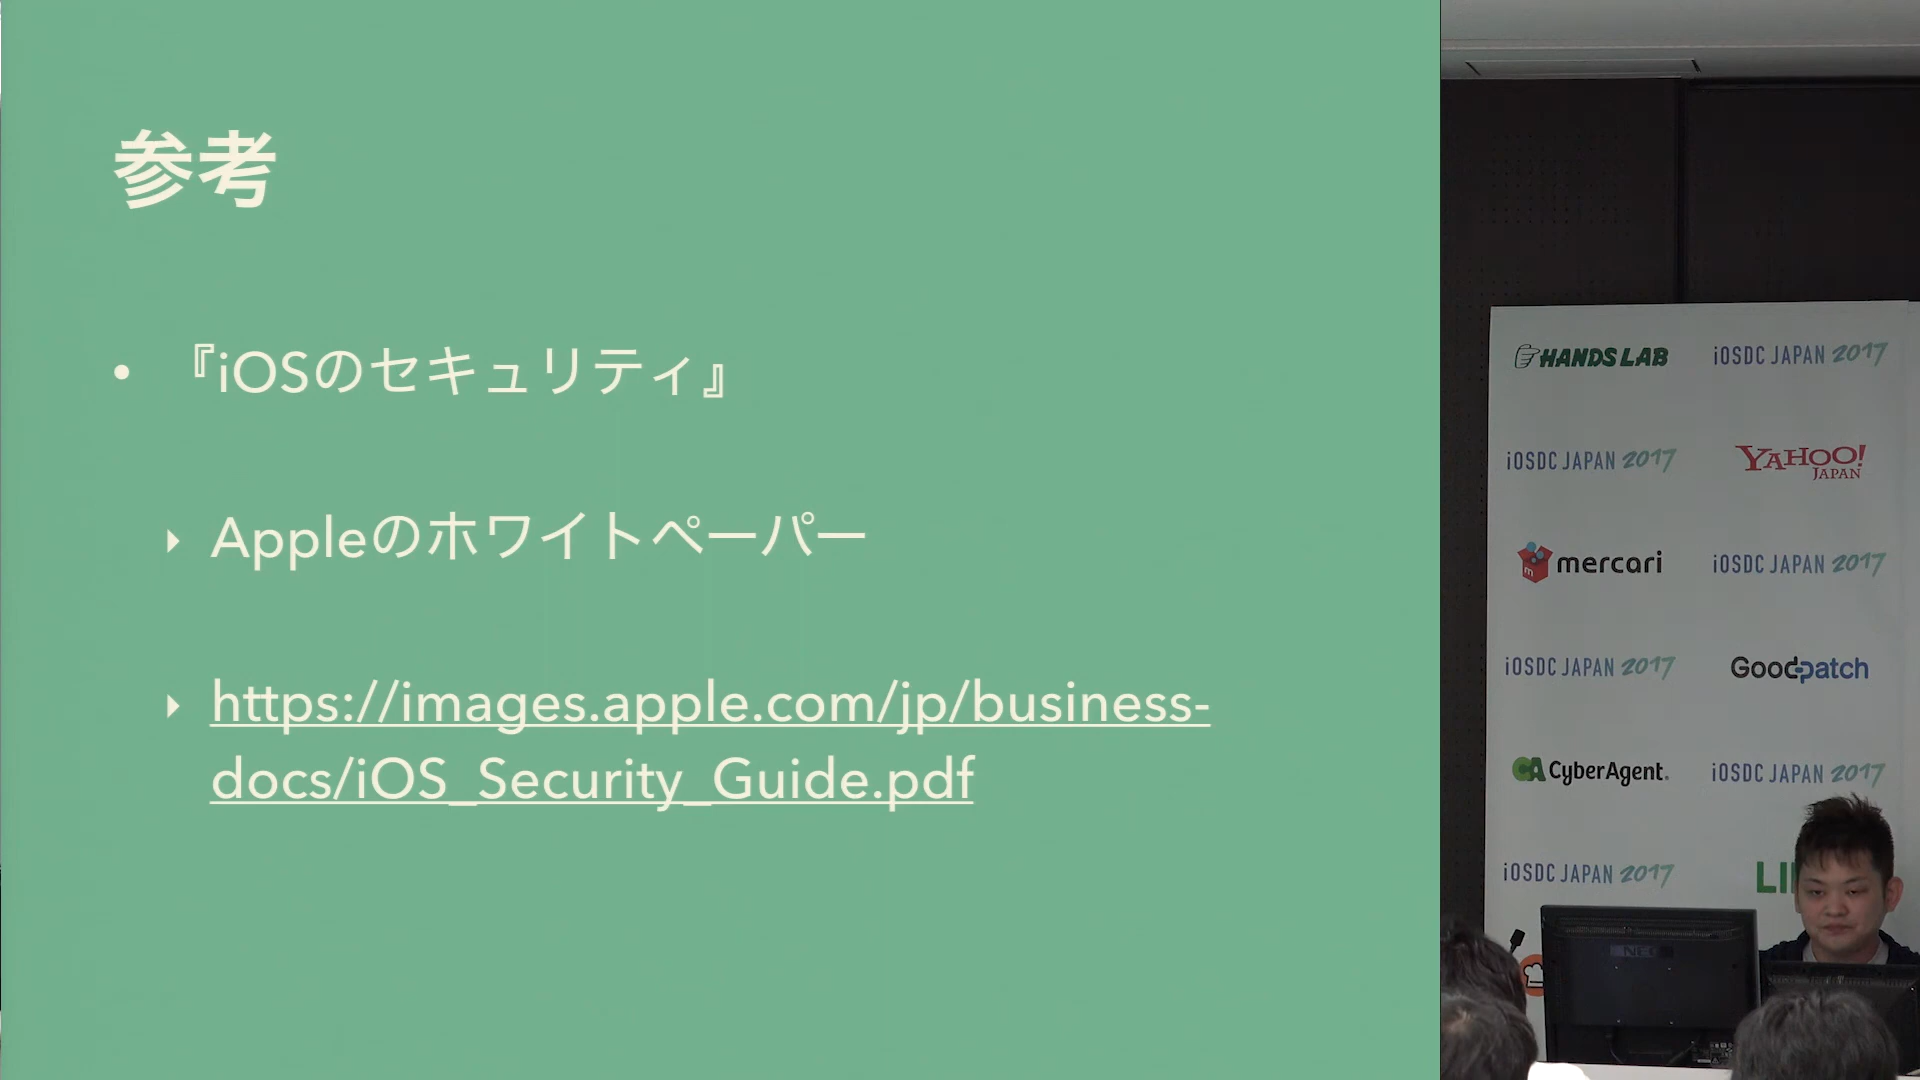 参考
• 『iOSのセキュリティ』
‣ Appleのホワイトペーパー
‣ https://images.apple.com/jp/business-
docs/iOS_Security_Guide.pdf
HANDS LAB iOSDC JAPAN 2017
iOSDC JAPAN 2017 YAHOO!
JAPAN
m mercari iOSDC JAPAN 2017
iOSDC JAPAN 2017 Goodpatch
CA CyberAgent. iOSDC JAPAN 2017
iOSDC JAPAN 2017
NEC